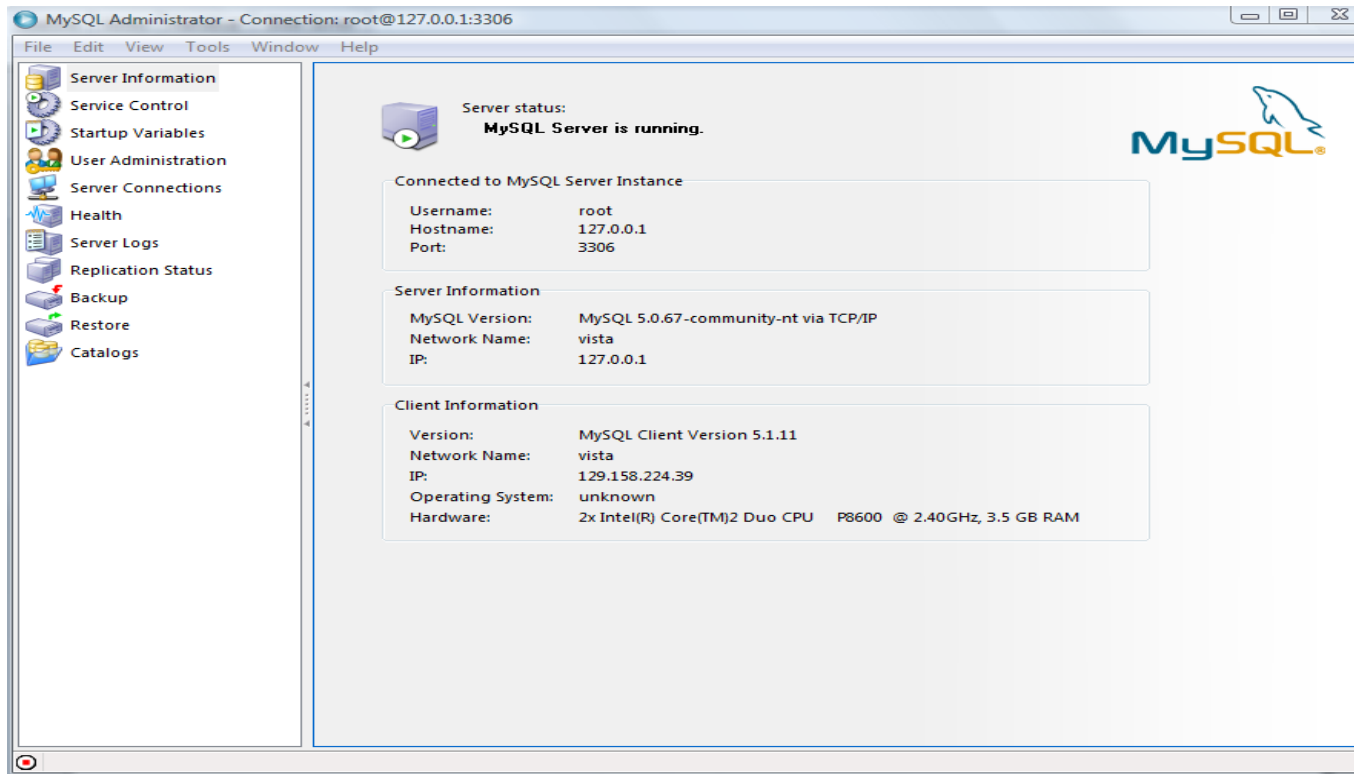 MySQL Administrator - Connection: root@127.0.0.1:3306
File Edit View Tools Window Help
Server Information
Service Control
Startup Variables
User Administration
Server Connections
Health
Server Logs
Replication Status
Backup
Restore
Catalogs
Server status:
MySQL Server is running.
MySQL®
Connected to MySQL Server Instance
Username: root
Hostname: 127.0.0.1
Port: 3306
Server Information
MySQL Version: MySQL 5.0.67-community-nt via TCP/IP
Network Name: vista
IP: 127.0.0.1
Client Information
Version: MySQL Client Version 5.1.11
Network Name: vista
IP: 129.158.224.39
Operating System: unknown
Hardware: 2x Intel(R) Core(TM)2 Duo CPU P8600 @ 2.40GHz, 3.5 GB RAM